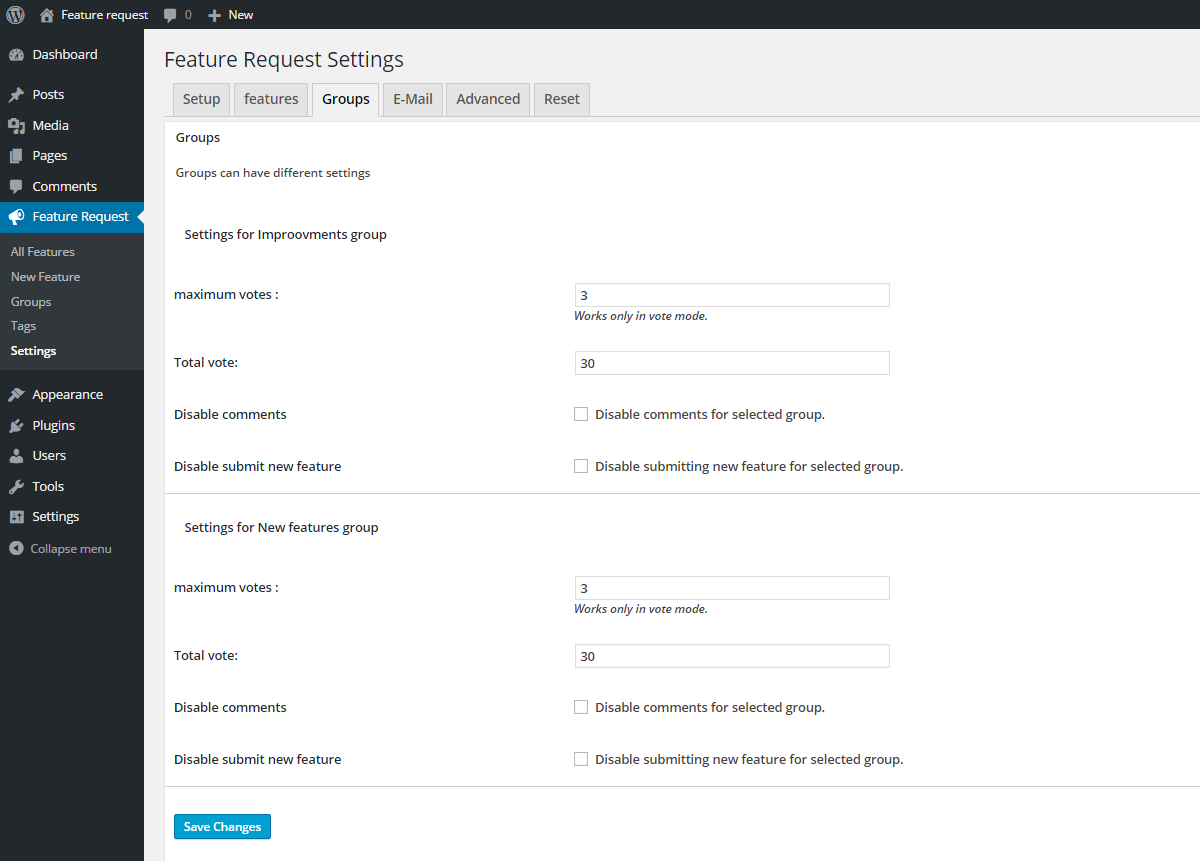 Feature request 0 New
Dashboard
Posts
Media
Pages
Comments
Feature Request
All Features
New Feature
Groups
Tags
Settings
Appearance
Plugins
Users
Tools
Settings
Collapse menu
Feature Request Settings
Setup features Groups E-Mail Advanced Reset
Groups
Groups can have different settings
Settings for Improovments group
maximum votes : 3
Works only in vote mode.
Total vote: 30
Disable comments Disable comments for selected group.
Disable submit new feature Disable submitting new feature for selected group.
Settings for New features group
maximum votes : 3
Works only in vote mode.
Total vote: 30
Disable comments Disable comments for selected group.
Disable submit new feature Disable submitting new feature for selected group.
Save Changes